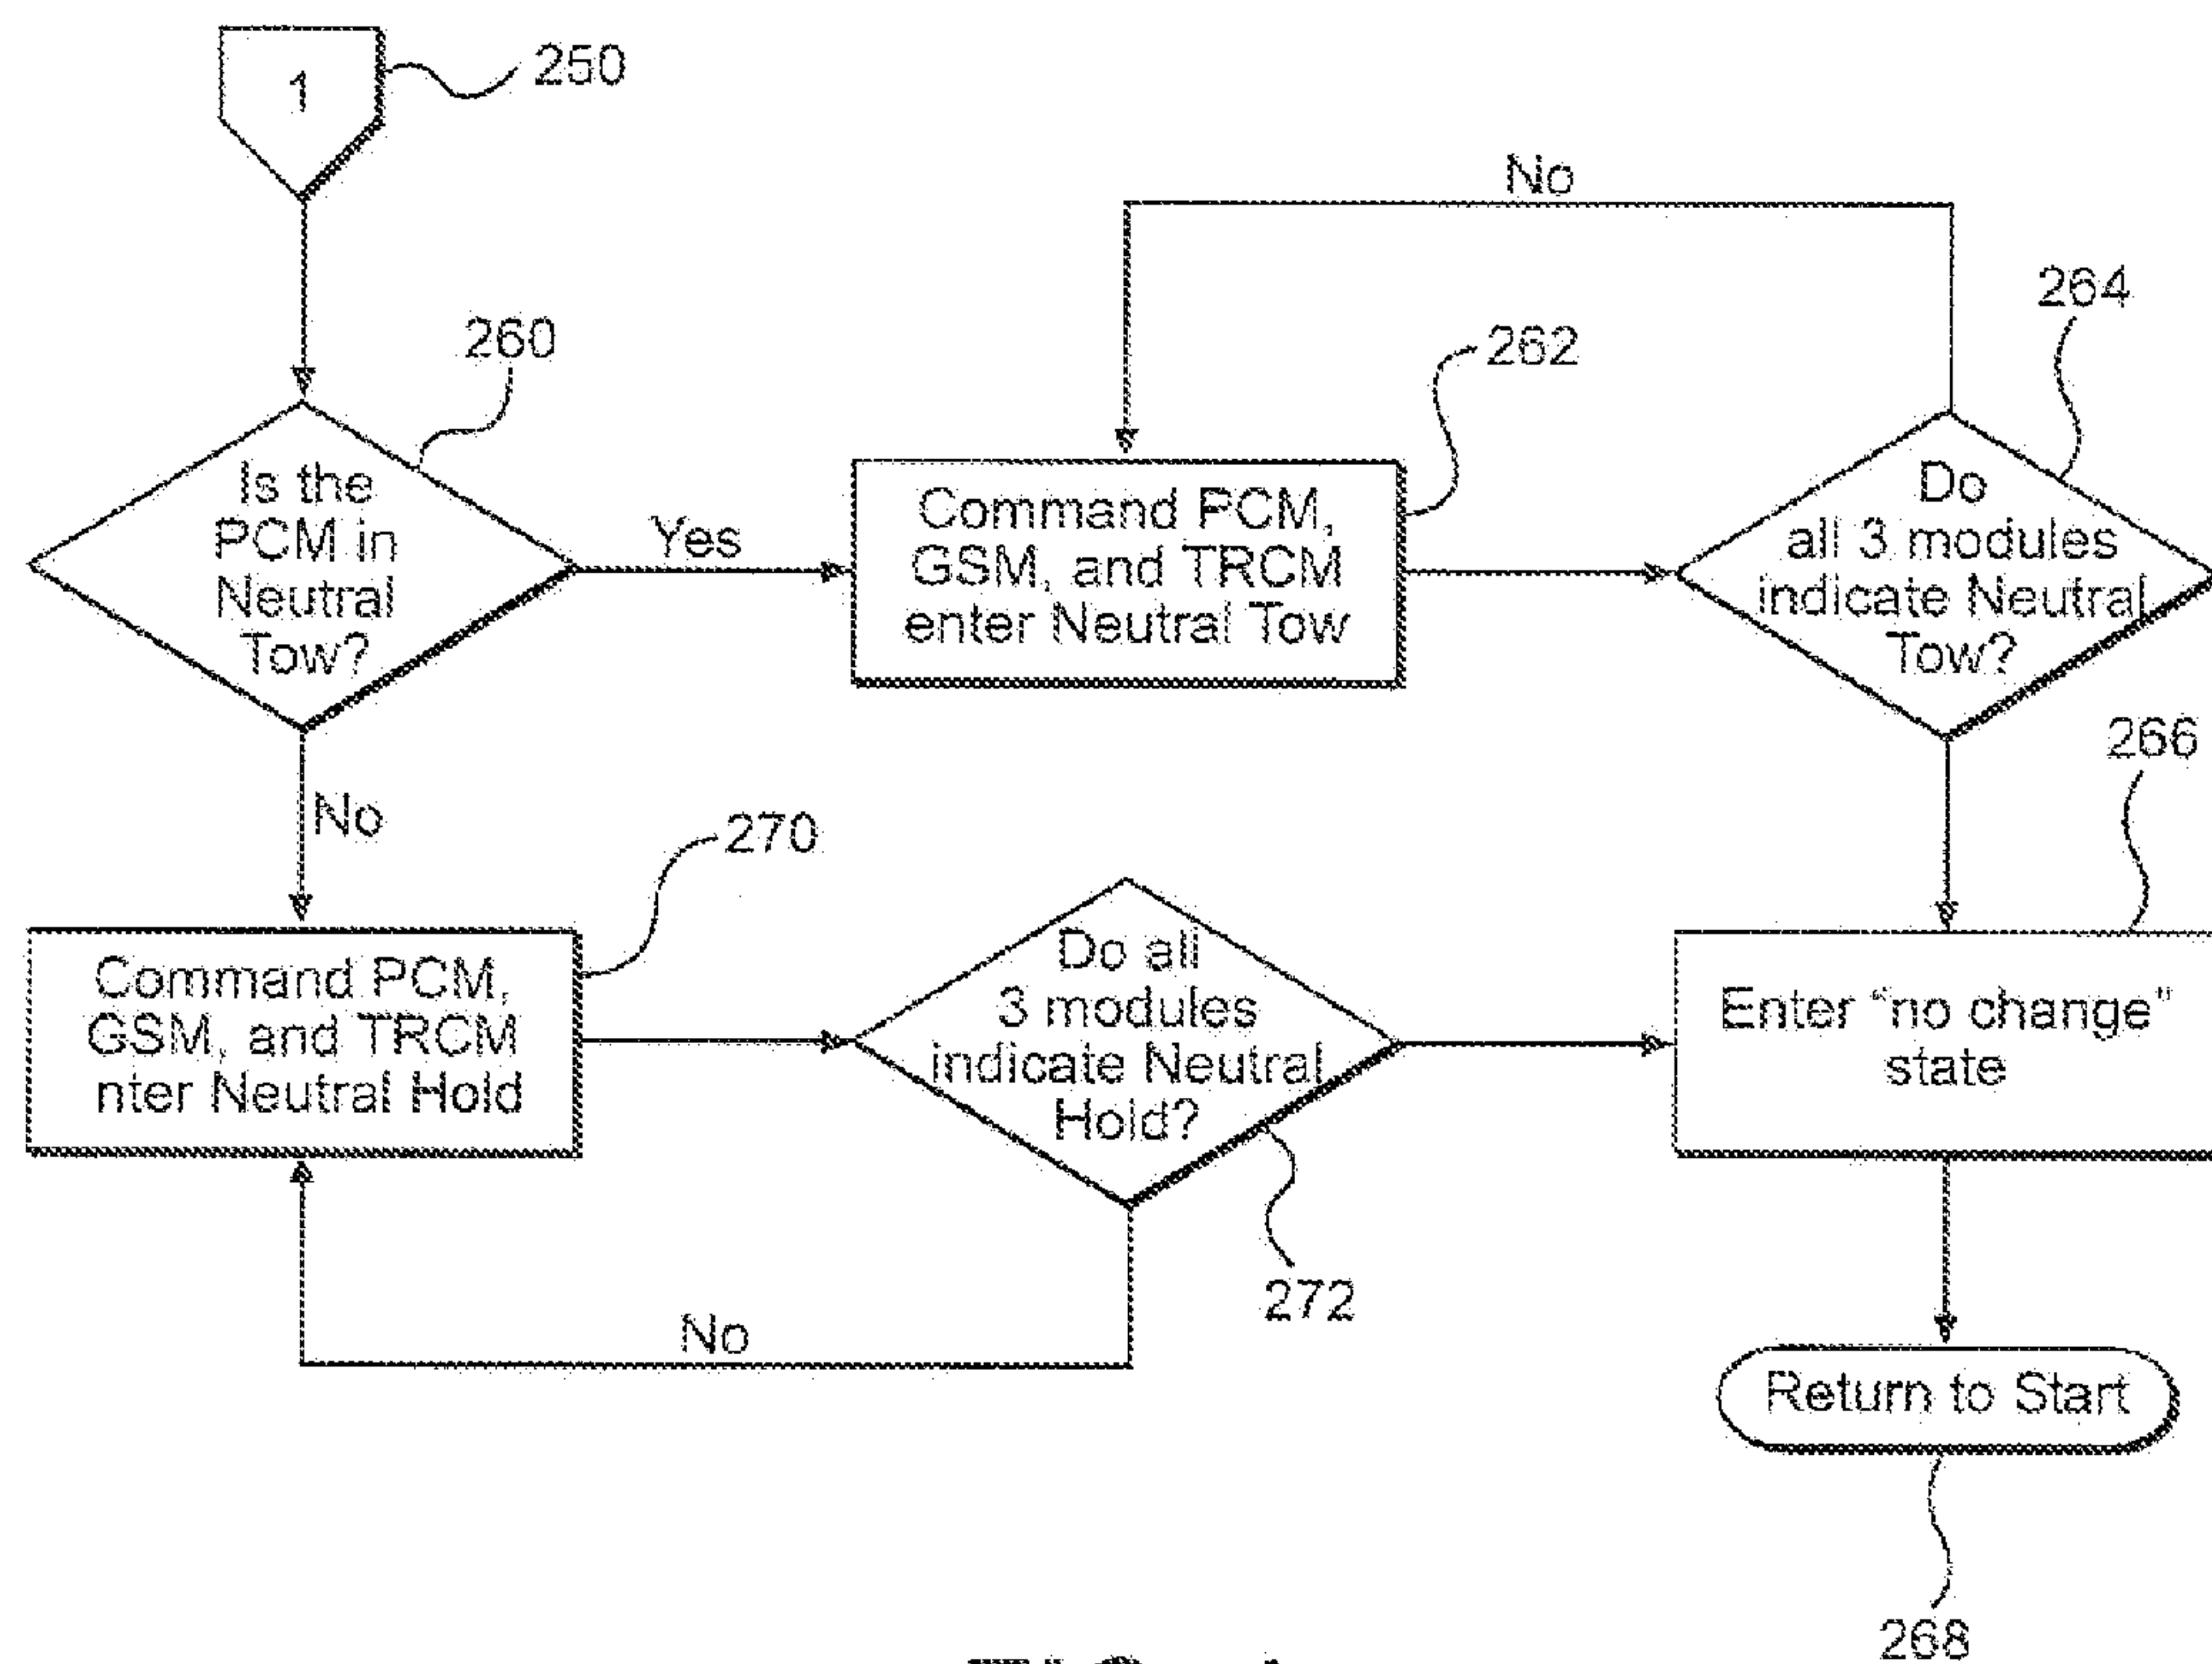 1
250
260
Is the
PCM in
Neutral
Tow?
Yes
No
262
Command PCM,
GSM, and TRCM
enter Neutral Tow
No
264
Do
all 3 modules
indicate Neutral
Tow?
266
270
Command PCM,
GSM, and TRCM
nter Neutral Hold
Do all
3 modules
indicate Neutral
Hold?
272
No
Enter “no change”
state
Return to Start
268